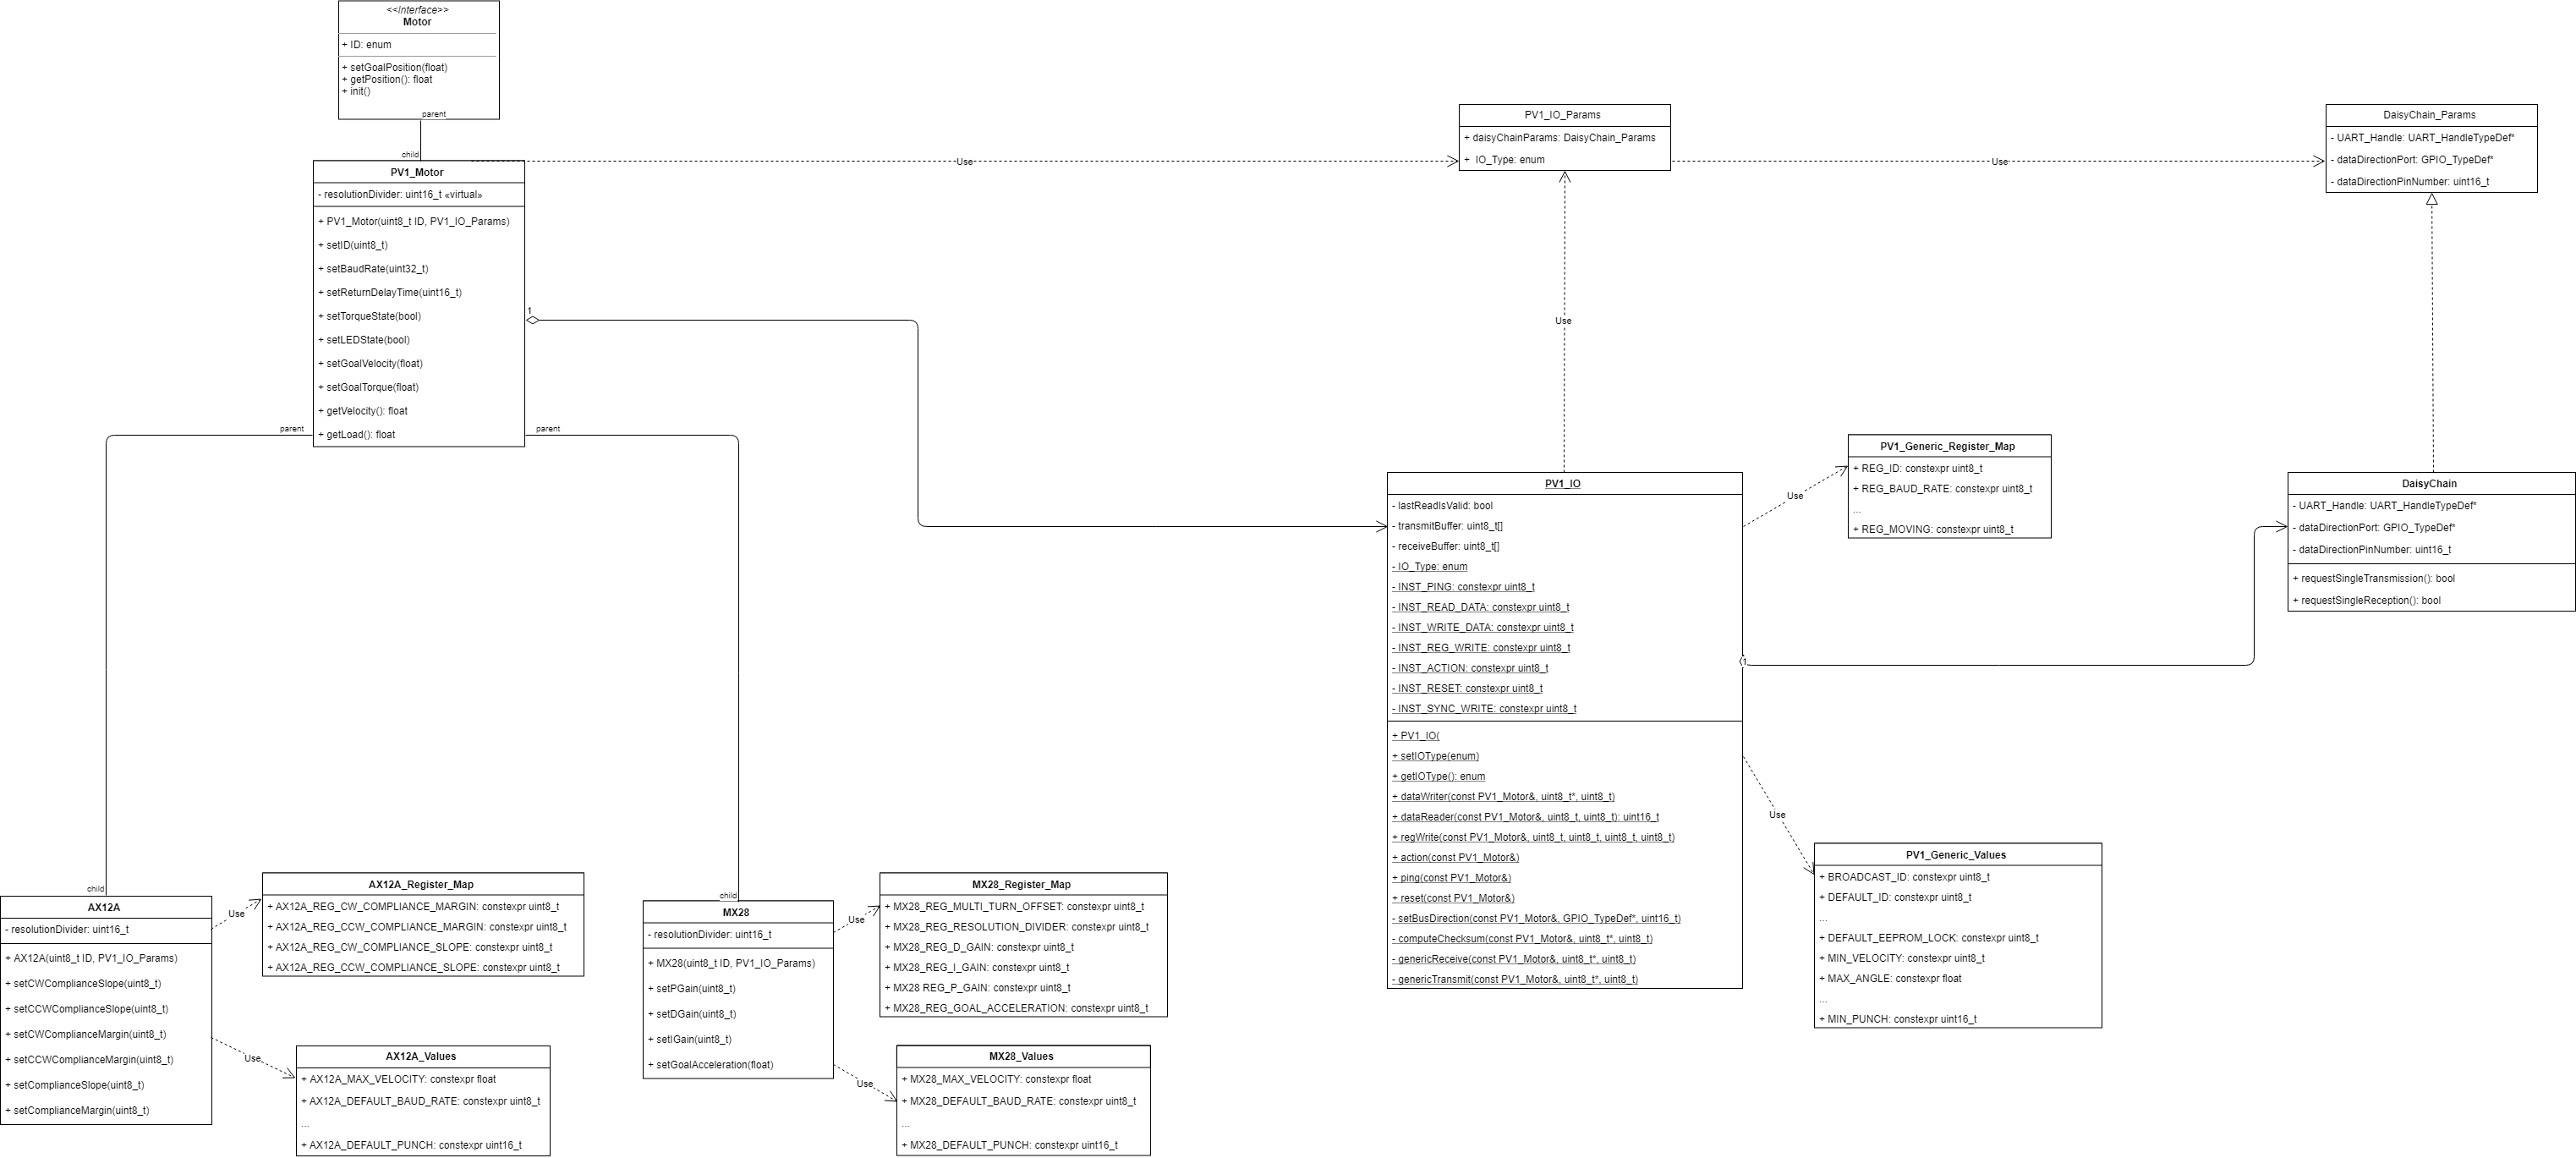 <<Interface>>
Motor
+ ID: enum
+ setGoalPosition(float)
+ getPosition(): float
+ init()
parent
child
PV1_Motor
- resolutionDivider: uint16_t «virtual»
+ PV1_Motor(uint8_t ID, PV1_IO_Params)
+ setID(uint8_t)
+ setBaudRate(uint32_t)
+ setReturnDelayTime(uint16_t)
+ setTorqueState(bool)
+ setLEDState(bool)
+ setGoalVelocity(float)
+ setGoalTorque(float)
+ getVelocity(): float
+ getLoad(): float
Use
1
parent
parent
PV1_IO_Params
+ daisyChainParams: DaisyChain_Params
+ IO_Type: enum
Use
DaisyChain_Params
- UART_Handle: UART_HandleTypeDef*
- dataDirectionPort: GPIO_TypeDef*
- dataDirectionPinNumber: uint16_t
Use
PV1_IO
- lastReadIsValid: bool
- transmitBuffer: uint8_t[]
- receiveBuffer: uint8_t[]
- IO_Type: enum
- INST_PING: constexpr uint8_t
- INST_READ_DATA: constexpr uint8_t
- INST_WRITE_DATA: constexpr uint8_t
- INST_REG_WRITE: constexpr uint8_t
- INST_ACTION: constexpr uint8_t
- INST_RESET: constexpr uint8_t
- INST_SYNC_WRITE: constexpr uint8_t
+ PV1_IO(
+ setIOType(enum)
+ getIOType(): enum
+ dataWriter(const PV1_Motor&, uint8_t*, uint8_t)
+ dataReader(const PV1_Motor&, uint8_t, uint8_t): uint16_t
+ regWrite(const PV1_Motor&, uint8_t, uint8_t, uint8_t, uint8_t)
+ action(const PV1_Motor&)
+ ping(const PV1_Motor&)
+ reset(const PV1_Motor&)
- setBusDirection(const PV1_Motor&, GPIO_TypeDef*, uint16_t)
- computeChecksum(const PV1_Motor&, uint8_t*, uint8_t)
- genericReceive(const PV1_Motor&, uint8_t*, uint8_t)
- genericTransmit(const PV1_Motor&, uint8_t*, uint8_t)
Use
PV1_Generic_Register_Map
+ REG_ID: constexpr uint8_t
+ REG_BAUD_RATE: constexpr uint8_t
...
+ REG_MOVING: constexpr uint8_t
DaisyChain
- UART_Handle: UART_HandleTypeDef*
- dataDirectionPort: GPIO_TypeDef*
- dataDirectionPinNumber: uint16_t
+ requestSingleTransmission(): bool
+ requestSingleReception(): bool
1
Use
PV1_Generic_Values
+ BROADCAST_ID: constexpr uint8_t
+ DEFAULT_ID: constexpr uint8_t
...
+ DEFAULT_EEPROM_LOCK: constexpr uint8_t
+ MIN_VELOCITY: constexpr uint8_t
+ MAX_ANGLE: constexpr float
...
+ MIN_PUNCH: constexpr uint16_t
child
AX12A
- resolutionDivider: uint16_t
+ AX12A(uint8_t ID, PV1_IO_Params)
+ setCWComplianceSlope(uint8_t)
+ setCCWComplianceSlope(uint8_t)
+ setCWComplianceMargin(uint8_t)
+ setCCWComplianceMargin(uint8_t)
+ setComplianceSlope(uint8_t)
+ setComplianceMargin(uint8_t)
Use
AX12A_Register_Map
+ AX12A_REG_CW_COMPLIANCE_MARGIN: constexpr uint8_t
+ AX12A_REG_CCW_COMPLIANCE_MARGIN: constexpr uint8_t
+ AX12A_REG_CW_COMPLIANCE_SLOPE: constexpr uint8_t
+ AX12A_REG_CCW_COMPLIANCE_SLOPE: constexpr uint8_t
Use
AX12A_Values
+ AX12A_MAX_VELOCITY: constexpr float
+ AX12A_DEFAULT_BAUD_RATE: constexpr uint8_t
...
+ AX12A_DEFAULT_PUNCH: constexpr uint16_t
child
MX28
- resolutionDivider: uint16_t
+ MX28(uint8_t ID, PV1_IO_Params)
+ setPGain(uint8_t)
+ setDGain(uint8_t)
+ setIGain(uint8_t)
+ setGoalAcceleration(float)
Use
MX28_Register_Map
+ MX28_REG_MULTI_TURN_OFFSET: constexpr uint8_t
+ MX28_REG_RESOLUTION_DIVIDER: constexpr uint8_t
+ MX28_REG_D_GAIN: constexpr uint8_t
+ MX28_REG_I_GAIN: constexpr uint8_t
+ MX28 REG_P_GAIN: constexpr uint8_t
+ MX28_REG_GOAL_ACCELERATION: constexpr uint8_t
Use
MX28_Values
+ MX28_MAX_VELOCITY: constexpr float
+ MX28_DEFAULT_BAUD_RATE: constexpr uint8_t
...
+ MX28_DEFAULT_PUNCH: constexpr uint16_t